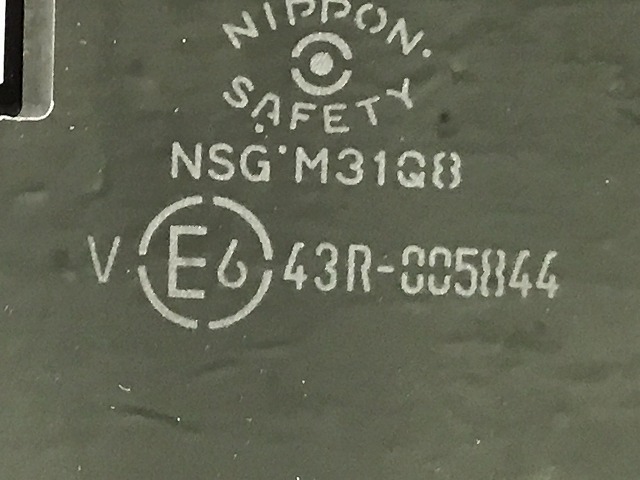 NIPPON.
SAFETY
NSG M31Q8
V E6 43R-005844